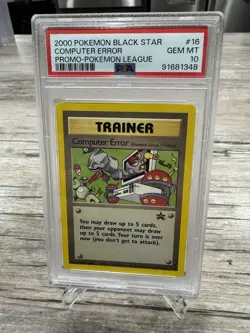 2000 POKEMON BLACK STAR #16
COMPUTER ERROR GEM MT
PROMO-POKEMON LEAGUE 10
PSA 91681348
TRAINER
Computer Error
You may draw up to 5 cards,
then your opponent may draw
up to 5 cards. Your turn is over
now (you don't get to attack).
PROMO